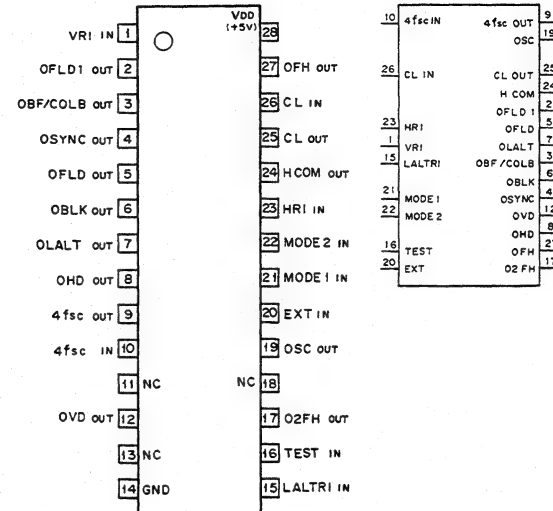 VDD
(+5V)
VRI IN 1
28
OFLD1 OUT 2
27 OFH OUT
OBF/COLB OUT 3
26 CL IN
OSYNC OUT 4
25 CL OUT
OFLD OUT 5
24 HCOM OUT
OBLK OUT 6
23 HRI IN
OLALT OUT 7
22 MODE 2 IN
OHD OUT 8
21 MODE 1 IN
4fsc OUT 9
20 EXT IN
4fsc IN 10
19 OSC OUT
11 NC
NC 18
OVD OUT 12
17 O2FH OUT
13 NC
16 TEST IN
14 GND
15 LALTRI IN
10 4fsc IN
4fsc OUT 9
OSC 19
26 CL IN
CL OUT 25
H COM 24
OFLD 1 2
23 HRI
OFLD 5
1 VRI
OLALT 7
15 LALTRI
OBF/COLB 3
OBLK 6
21 MODE 1
OSYNC 4
22 MODE 2
OVD 12
OHD 8
16 TEST
OFH 27
20 EXT
O2 FH 17